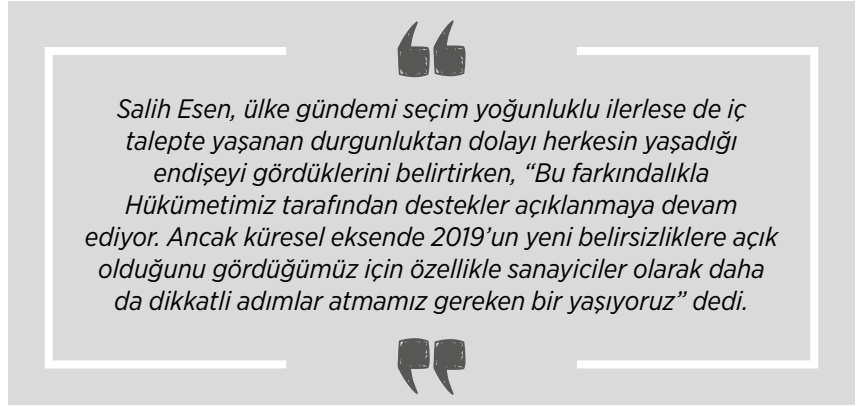 Salih Esen, ülke gündemi seçim yoğunluklu ilerlese de iç
talepte yaşanan durgunluktan dolayı herkesin yaşadığı
endişeyi gördüklerini belirtirken, “Bu farkındalıkla
Hükümetimiz tarafından destekler açıklanmaya devam
ediyor. Ancak küresel eksende 2019’un yeni belirsizliklere açık
olduğunu gördüğümüz için özellikle sanayiciler olarak daha
da dikkatli adımlar atmamız gereken bir yaşıyoruz” dedi.